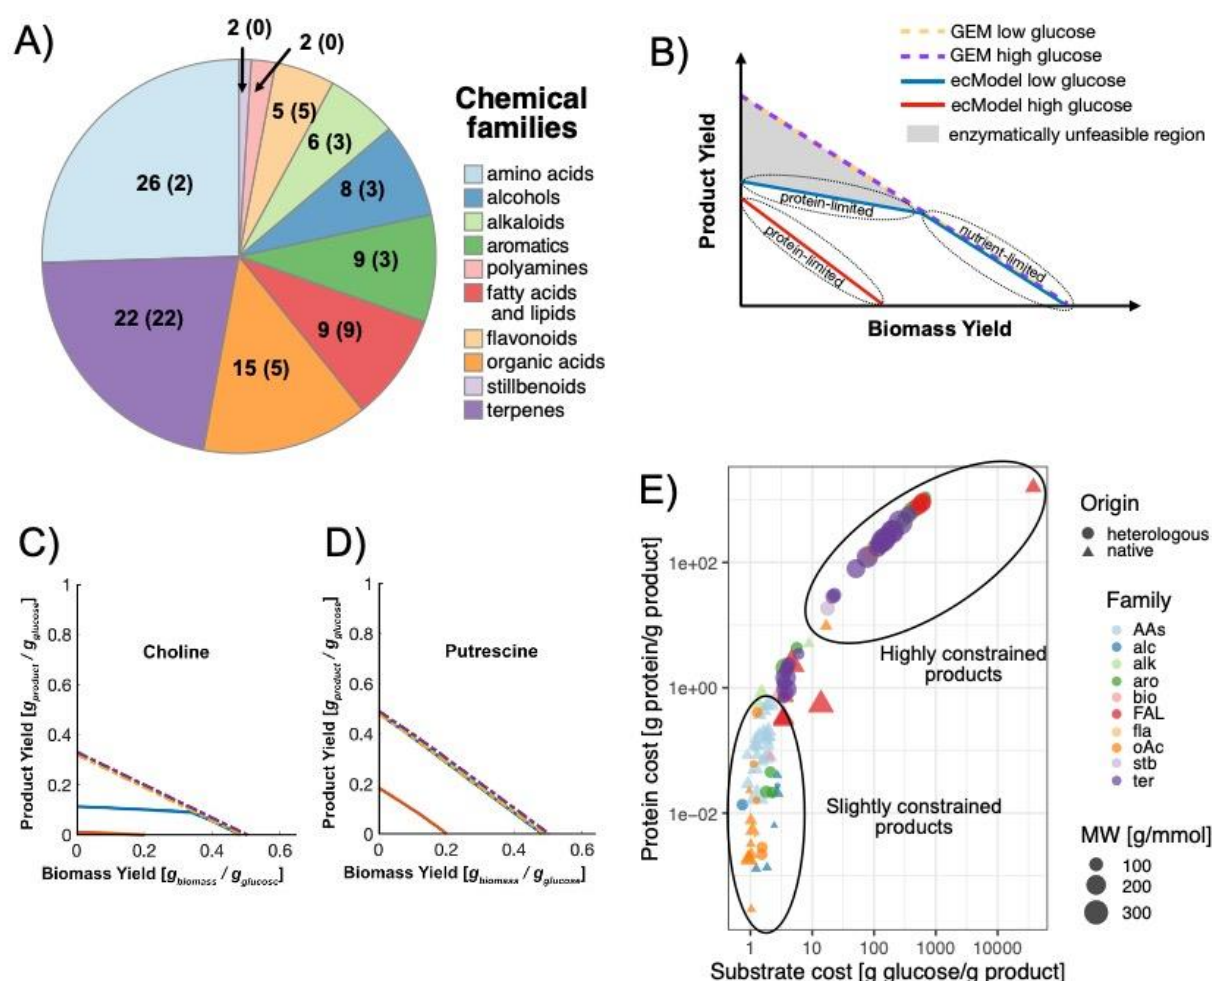 A)
2 (0)
2 (0)
5 (5)
6 (3)
8 (3)
9 (3)
9 (9)
15 (5)
22 (22)
26 (2)
Chemical
families
amino acids
alcohols
alkaloids
aromatics
polyamines
fatty acids
and lipids
flavonoids
organic acids
stillbenoids
terpenes
B)
GEM low glucose
GEM high glucose
ecModel low glucose
ecModel high glucose
enzymatically unfeasible region
Product Yield
protein-limited
protein-limited
nutrient-limited
Biomass Yield
C)
Product Yield [gproduct / gglucose]
1
0.8
0.6
0.4
0.2
0
Choline
0 0.2 0.4 0.6
Biomass Yield [gbiomass / gglucose]
D)
Product Yield [gproduct / gglucose]
1
0.8
0.6
0.4
0.2
0
Putrescine
0 0.2 0.4 0.6
Biomass Yield [gbiomass / gglucose]
E)
Protein cost [g protein/g product]
1e+02
1e+00
1e−02
Highly constrained
products
Slightly constrained
products
1 10 100 1000 10000
Substrate cost [g glucose/g product]
Origin
heterologous
native
Family
AAs
alc
alk
aro
bio
FAL
fla
oAc
stb
ter
MW [g/mmol]
100
200
300